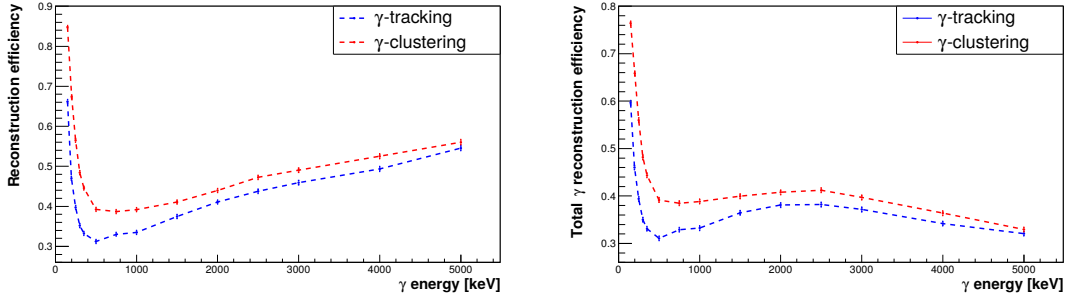 Reconstruction efficiency
0.9
0.8
0.7
0.6
0.5
0.4
0.3
0 1000 2000 3000 4000 5000
γ energy [keV]
γ-tracking
γ-clustering
Total γ reconstruction efficiency
0.8
0.7
0.6
0.5
0.4
0.3
0 1000 2000 3000 4000 5000
γ energy [keV]
γ-tracking
γ-clustering